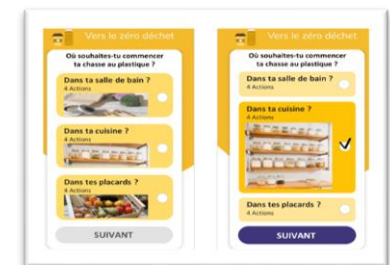 Vers le zéro déchet
Où souhaites-tu commencer
ta chasse au plastique ?
Dans ta salle de bain ?
4 Actions
Dans ta cuisine ?
4 Actions
Dans tes placards ?
4 Actions
SUIVANT
Vers le zéro déchet
Où souhaites-tu commencer
ta chasse au plastique ?
Dans ta salle de bain ?
4 Actions
Dans ta cuisine ?
4 Actions
Dans tes placards ?
4 Actions
SUIVANT